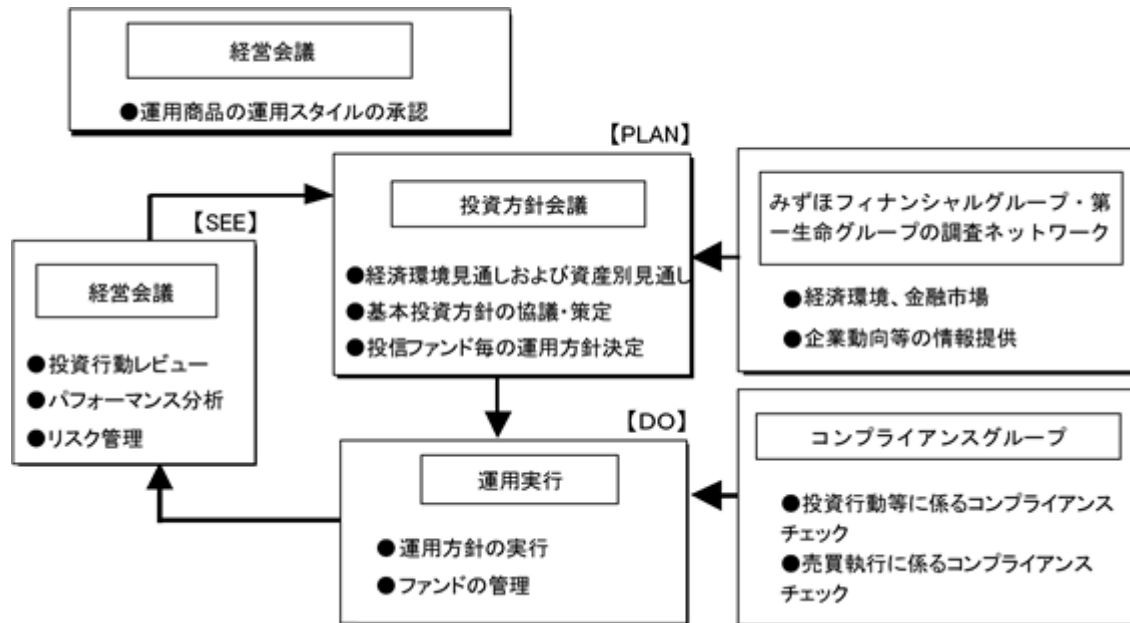 経営会議
●運用商品の運用スタイルの承認
【PLAN】
投資方針会議
●経済環境見通しおよび資産別見通し
●基本投資方針の協議・策定
●投信ファンド毎の運用方針決定
みずほフィナンシャルグループ・第
一生命グループの調査ネットワーク
●経済環境、金融市場
●企業動向等の情報提供
【SEE】
経営会議
●投資行動レビュー
●パフォーマンス分析
●リスク管理
【DO】
運用実行
●運用方針の実行
●ファンドの管理
コンプライアンスグループ
●投資行動等に係るコンプライアンス
チェック
●売買執行に係るコンプライアンス
チェック